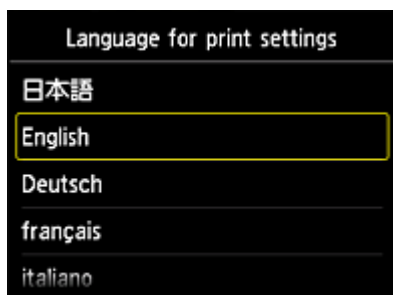 Language for print settings
日本語
English
Deutsch
français
italiano